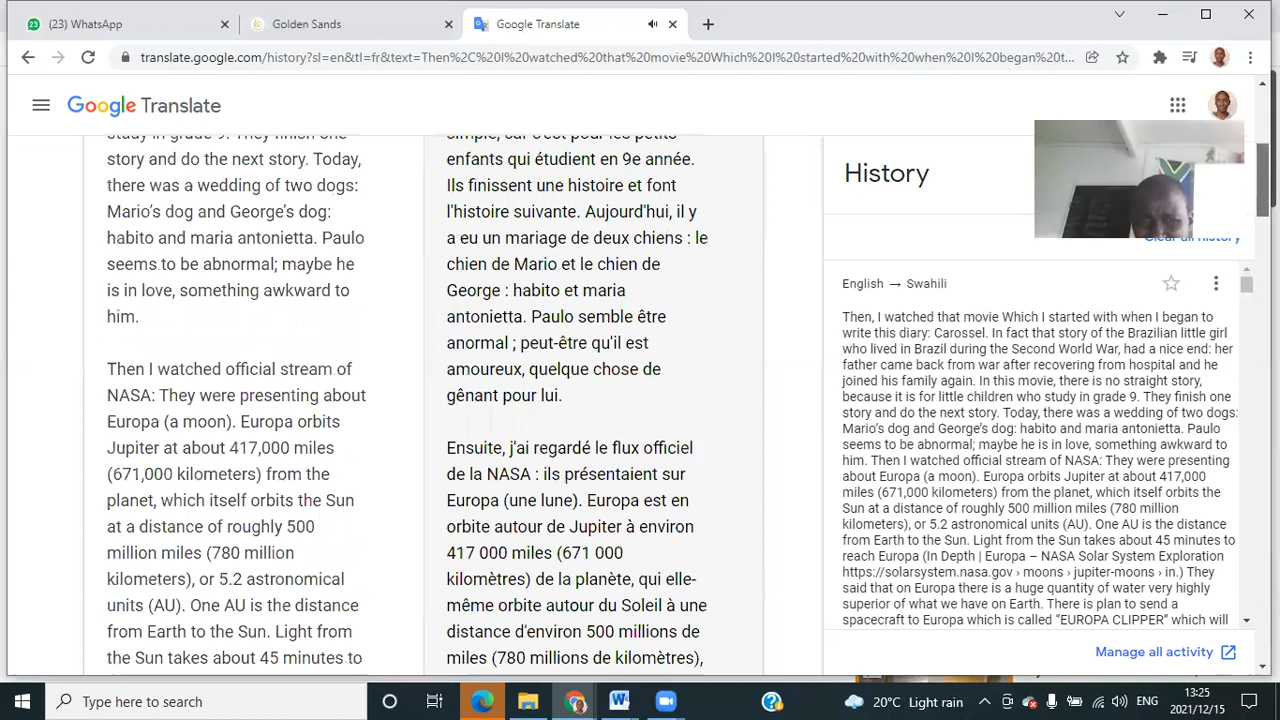 (23) WhatsApp
Golden Sands
Google Translate
translate.google.com/history?sl=en&tl=fr&text=Then%2C%20I%20watched%20that%20movie%20Which%20I%20started%20with%20when%20I%20began%20t...
Google Translate
study in grade 9. They finish one
story and do the next story. Today,
there was a wedding of two dogs:
Mario’s dog and George’s dog:
habito and maria antonietta. Paulo
seems to be abnormal; maybe he
is in love, something awkward to
him.
Then I watched official stream of
NASA: They were presenting about
Europa (a moon). Europa orbits
Jupiter at about 417,000 miles
(671,000 kilometers) from the
planet, which itself orbits the Sun
at a distance of roughly 500
million miles (780 million
kilometers), or 5.2 astronomical
units (AU). One AU is the distance
from Earth to the Sun. Light from
the Sun takes about 45 minutes to
simple, car c'est pour les petits
enfants qui étudient en 9e année.
Ils finissent une histoire et font
l'histoire suivante. Aujourd'hui, il y
a eu un mariage de deux chiens : le
chien de Mario et le chien de
George : habito et maria
antonietta. Paulo semble être
anormal ; peut-être qu'il est
amoureux, quelque chose de
gênant pour lui.
Ensuite, j'ai regardé le flux officiel
de la NASA : ils présentaient sur
Europa (une lune). Europa est en
orbite autour de Jupiter à environ
417 000 miles (671 000
kilomètres) de la planète, qui elle-
même orbite autour du Soleil à une
distance d'environ 500 millions de
miles (780 millions de kilomètres),
History
Clear all history
English → Swahili
Then, I watched that movie Which I started with when I began to
write this diary: Carossel. In fact that story of the Brazilian little girl
who lived in Brazil during the Second World War, had a nice end: her
father came back from war after recovering from hospital and he
joined his family again. In this movie, there is no straight story,
because it is for little children who study in grade 9. They finish one
story and do the next story. Today, there was a wedding of two dogs:
Mario’s dog and George’s dog: habito and maria antonietta. Paulo
seems to be abnormal; maybe he is in love, something awkward to
him. Then I watched official stream of NASA: They were presenting
about Europa (a moon). Europa orbits Jupiter at about 417,000
miles (671,000 kilometers) from the planet, which itself orbits the
Sun at a distance of roughly 500 million miles (780 million
kilometers), or 5.2 astronomical units (AU). One AU is the distance
from Earth to the Sun. Light from the Sun takes about 45 minutes to
reach Europa (In Depth | Europa – NASA Solar System Exploration
https://solarsystem.nasa.gov › moons › jupiter-moons › in.) They
said that on Europa there is a huge quantity of water very highly
superior of what we have on Earth. There is plan to send a
spacecraft to Europa which is called “EUROPA CLIPPER” which will
Manage all activity
Type here to search
20°C Light rain
ENG
13:25
2021/12/15